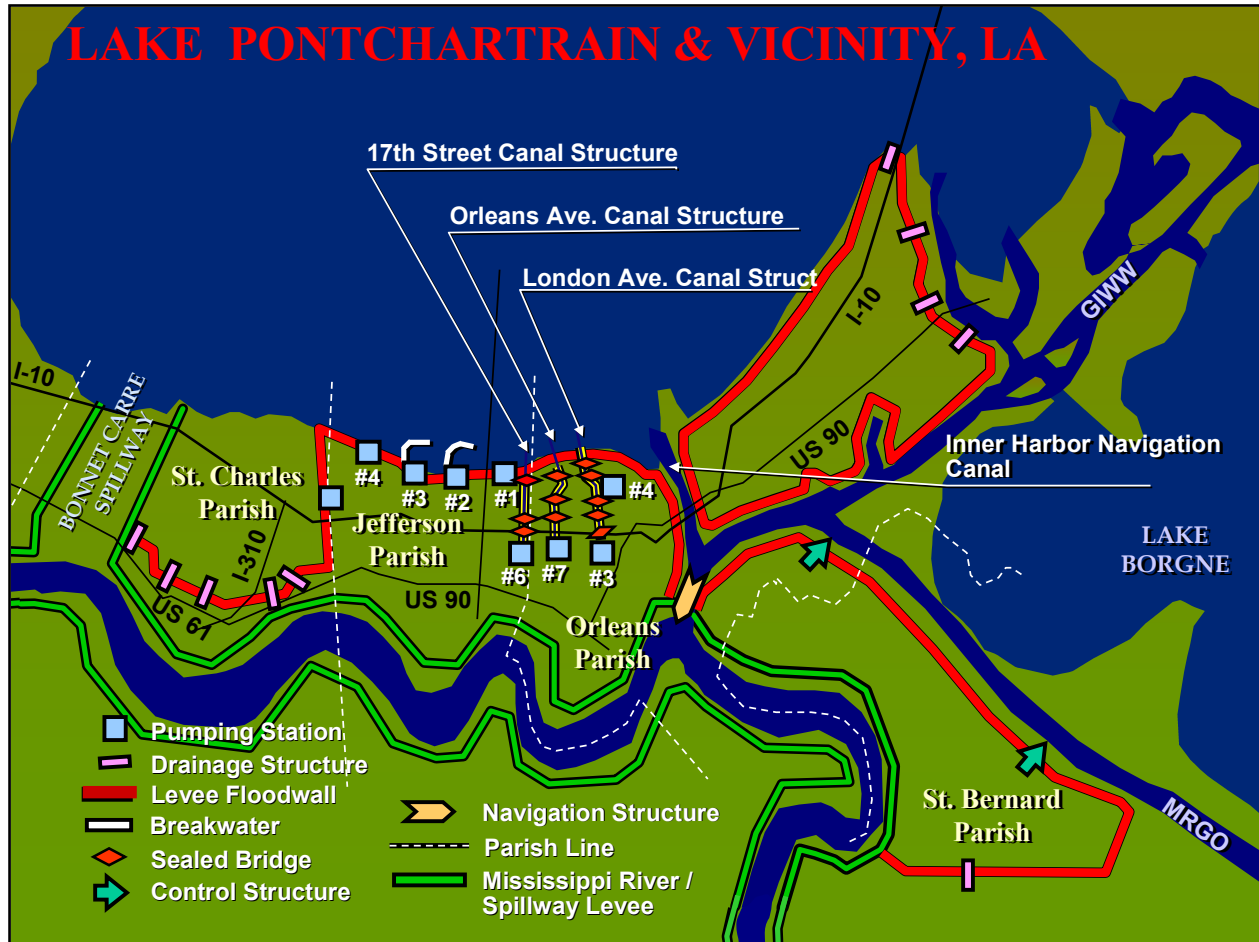 LAKE PONTCHARTRAIN & VICINITY, LA
17th Street Canal Structure
Orleans Ave. Canal Structure
London Ave. Canal Struct
I-10
GIWW
I-10
BONNET CARRE
SPILLWAY
US 90
Inner Harbor Navigation
Canal
St. Charles
Parish
#4
#3
#2
#1
#4
Jefferson
Parish
I-310
#6
#7
#3
LAKE
BORGNE
US 61
US 90
Orleans
Parish
Pumping Station
Drainage Structure
Levee Floodwall
Breakwater
Sealed Bridge
Control Structure
Navigation Structure
Parish Line
Mississippi River /
Spillway Levee
St. Bernard
Parish
MRGO